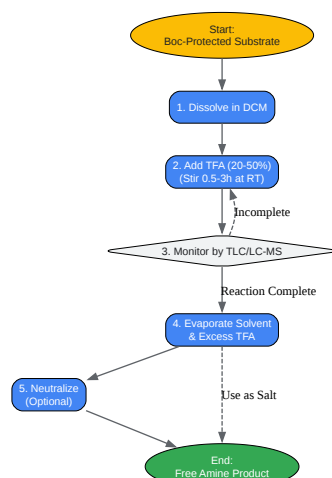 Start:
Boc-Protected Substrate
1. Dissolve in DCM
2. Add TFA (20-50%)
(Stir 0.5-3h at RT)
Incomplete
3. Monitor by TLC/LC-MS
Reaction Complete
4. Evaporate Solvent
& Excess TFA
5. Neutralize
(Optional)
Use as Salt
End:
Free Amine Product